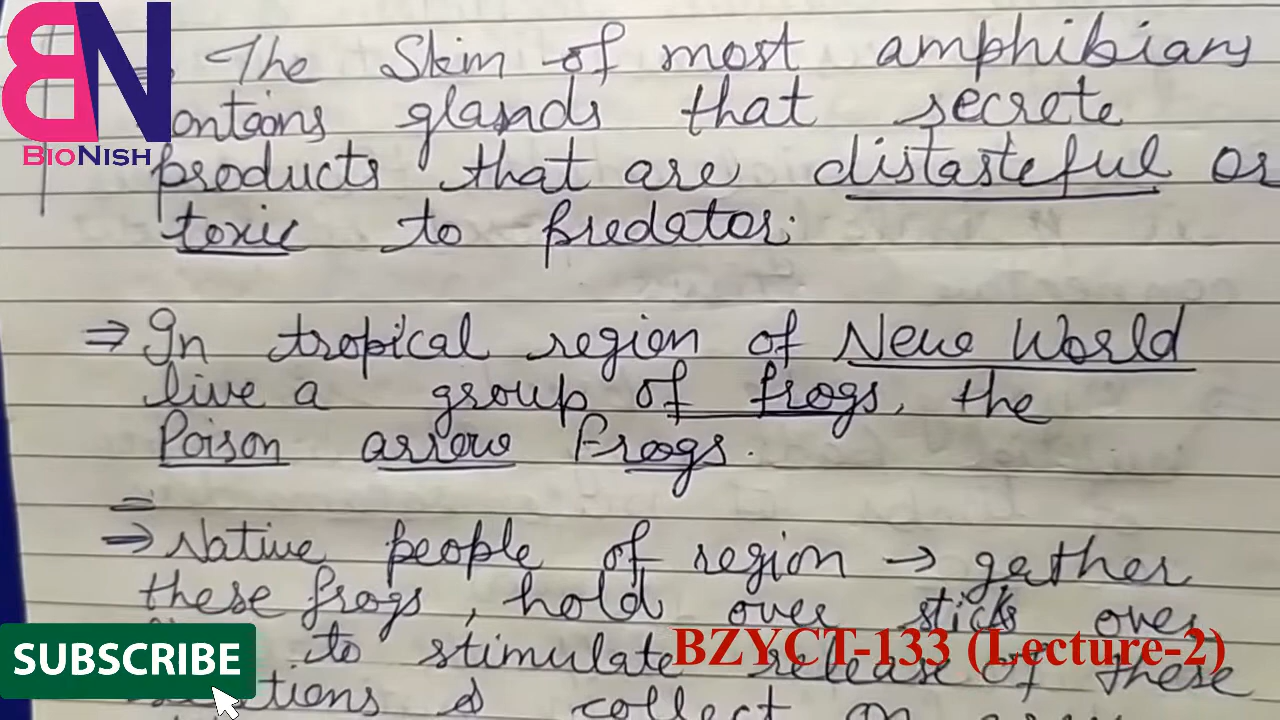 BN
BIONISH
The Skin of most amphibians
contains glands that secrete
products that are distasteful or
toxic to predator.
⇒ In tropical region of New World
live a group of frogs, the
Poison arrow Frogs.
⇒ Native people of region → gather
these frogs, hold over sticks over
to stimulate release of these
& collect on
SUBSCRIBE
BZYCT-133 (Lecture-2)